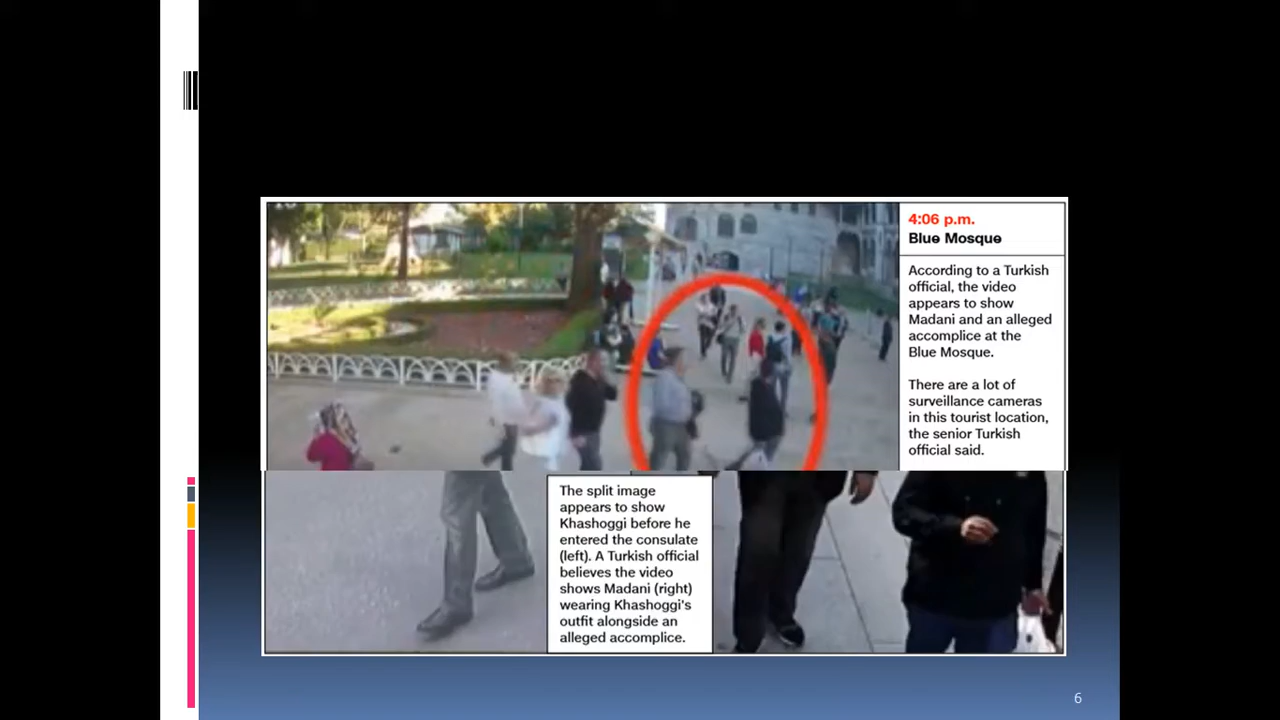 4:06 p.m.
Blue Mosque
According to a Turkish
official, the video
appears to show
Madani and an alleged
accomplice at the
Blue Mosque.
There are a lot of
surveillance cameras
in this tourist location,
the senior Turkish
official said.
The split image
appears to show
Khashoggi before he
entered the consulate
(left). A Turkish official
believes the video
shows Madani (right)
wearing Khashoggi's
outfit alongside an
alleged accomplice.
6